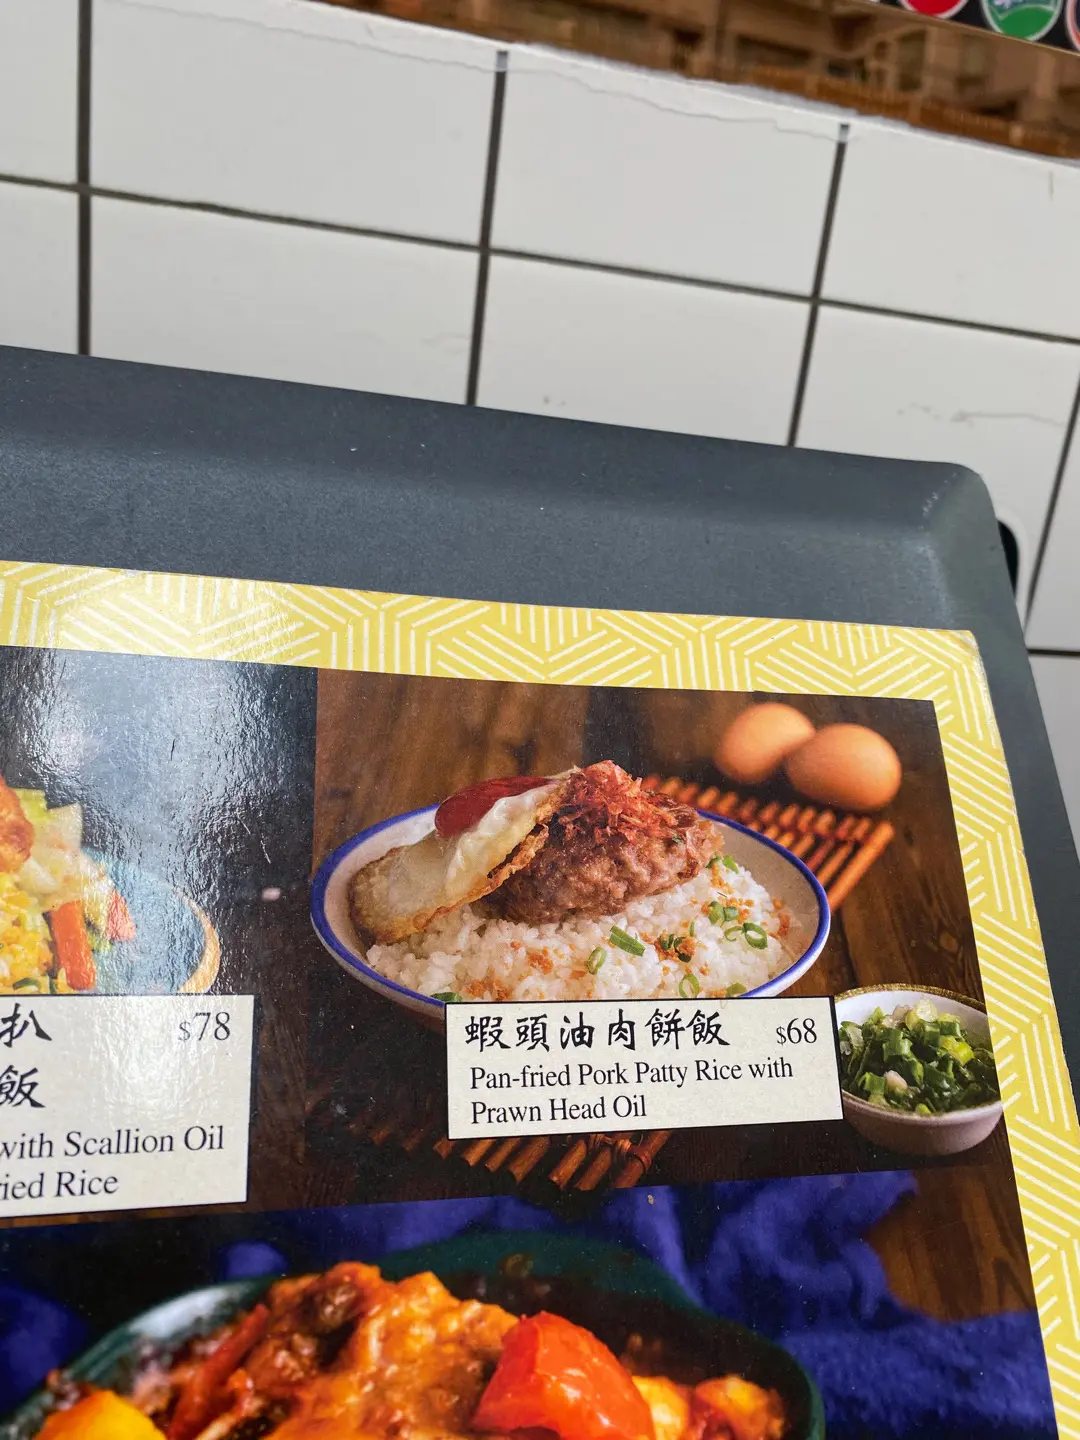 扒 $78
飯
with Scallion Oil
Rice
蝦頭油肉餅飯 $68
Pan-fried Pork Patty Rice with
Prawn Head Oil